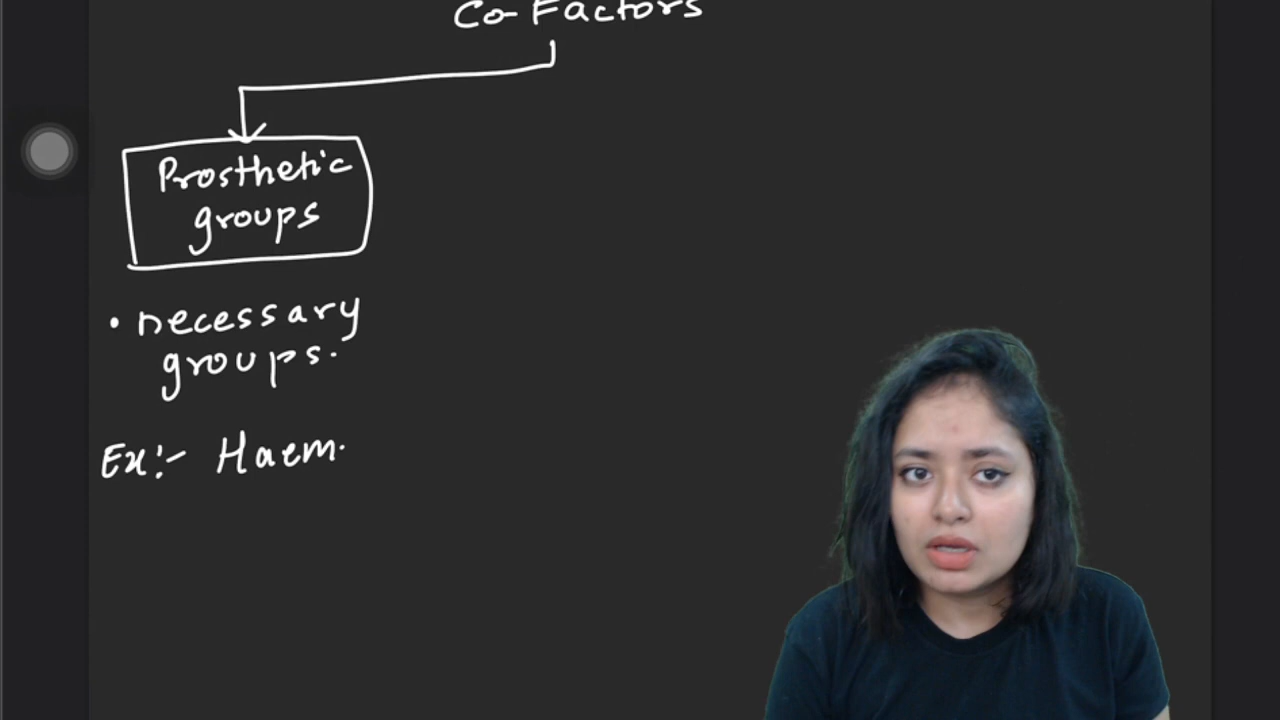 Co-Factors
Prosthetic
groups
• necessary
groups.
Ex:- Haem.